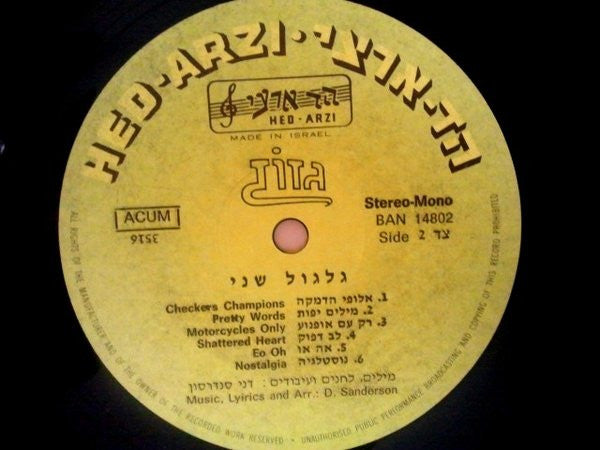 HED-ARZI · הד-ארצי
הד ארצי
HED-ARZI
MADE IN ISRAEL
גזוז
ACUM
3516
Stereo-Mono
BAN 14802
Side 2 צד
גלגול שני
Checkers Champions 1. אלופי הדמקה
Pretty Words 2. מילים יפות
Motorcycles Only 3. רק עם אופנוע
Shattered Heart 4. לב דפוק
Eo Oh 5. אה או
Nostalgia 6. נוסטלגיה
מילים, לחנים ועיבודים: דני סנדרסון
Music, Lyirics and Arr.: D. Sanderson
ALL RIGHTS OF THE MANUFACTURER AND OF THE OWNER OF THE RECORDED WORK RESERVED • UNAUTHORISED PUBLIC PERFORMANCE BROADCASTING AND COPYING OF THIS RECORD PROHIBITED